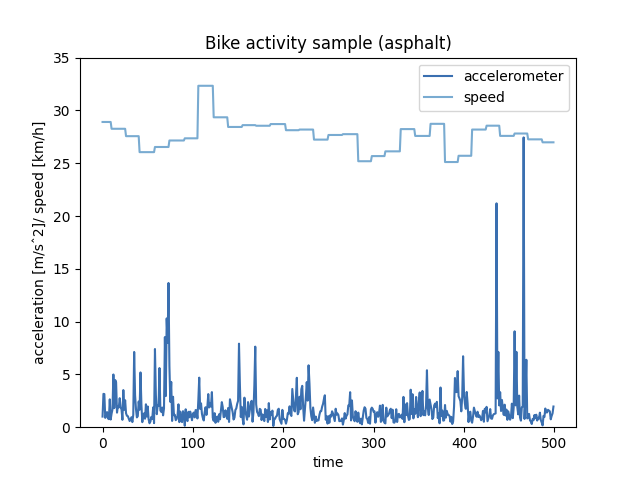 Bike activity sample (asphalt)
accelerometer
speed
35
30
25
20
15
10
5
0
acceleration [m/s^2]/ speed [km/h]
0 100 200 300 400 500
time